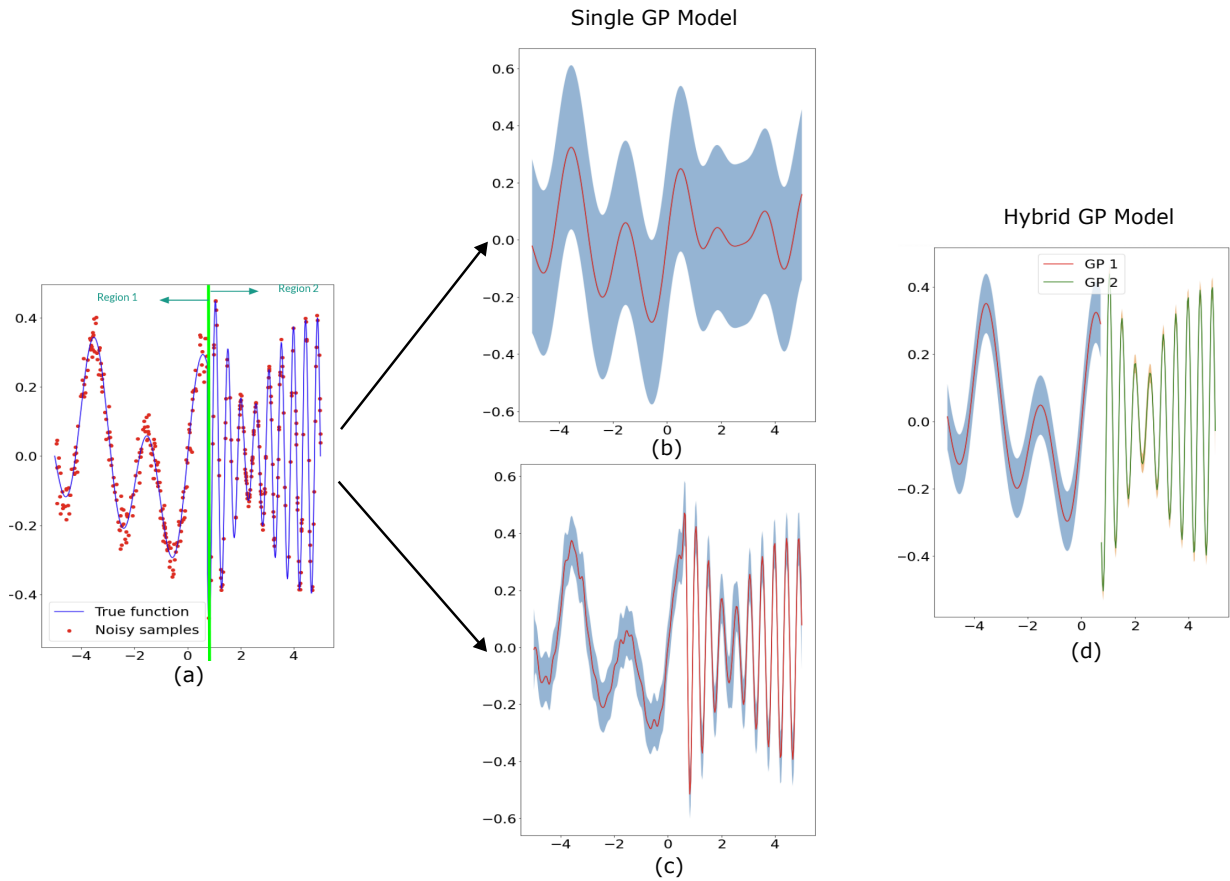 Single GP Model
0.6
0.4
0.2
0.0
−0.2
−0.4
−0.6
−4 −2 0 2 4
(b)
Region 1 Region 2
0.4
0.2
0.0
−0.2
−0.4
True function
Noisy samples
−4 −2 0 2 4
(a)
0.6
0.4
0.2
0.0
−0.2
−0.4
−0.6
−4 −2 0 2 4
(c)
Hybrid GP Model
GP 1
GP 2
0.4
0.2
0.0
−0.2
−0.4
−4 −2 0 2 4
(d)